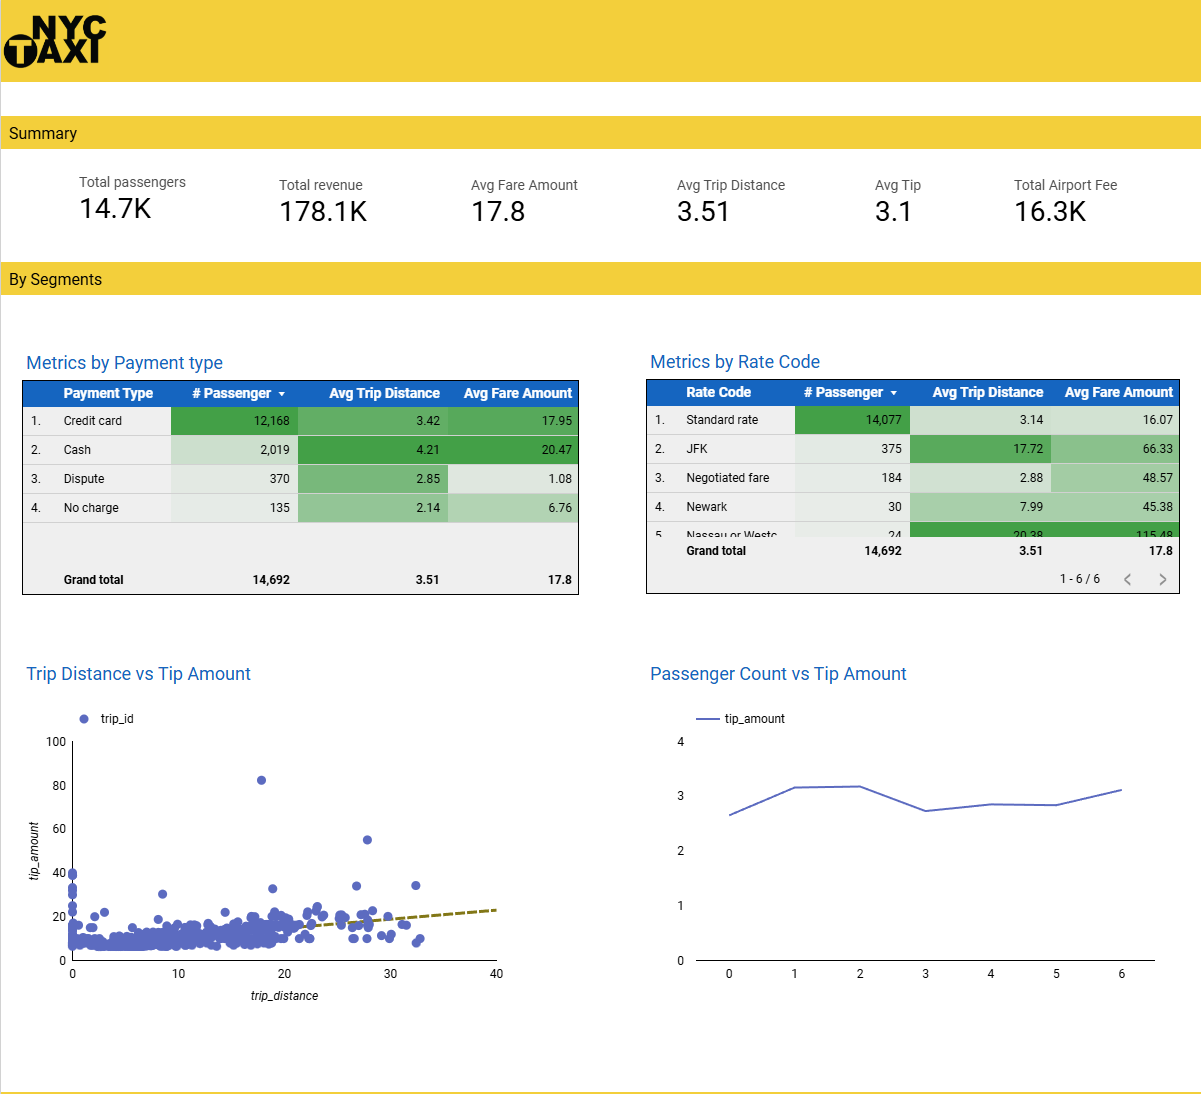 NYC
TAXI
Summary
Total passengers
14.7K
Total revenue
178.1K
Avg Fare Amount
17.8
Avg Trip Distance
3.51
Avg Tip
3.1
Total Airport Fee
16.3K
By Segments
Metrics by Payment type
Payment Type # Passenger Avg Trip Distance Avg Fare Amount
1. Credit card 12,168 3.42 17.95
2. Cash 2,019 4.21 20.47
3. Dispute 370 2.85 1.08
4. No charge 135 2.14 6.76
Grand total 14,692 3.51 17.8
Metrics by Rate Code
Rate Code # Passenger Avg Trip Distance Avg Fare Amount
1. Standard rate 14,077 3.14 16.07
2. JFK 375 17.72 66.33
3. Negotiated fare 184 2.88 48.57
4. Newark 30 7.99 45.38
5. Nassau or Westc 24 20.38 115.48
Grand total 14,692 3.51 17.8
1 - 6 / 6
Trip Distance vs Tip Amount
trip_id
100
80
60
40
20
0
tip_amount
0 10 20 30 40
trip_distance
Passenger Count vs Tip Amount
tip_amount
4
3
2
1
0
0 1 2 3 4 5 6